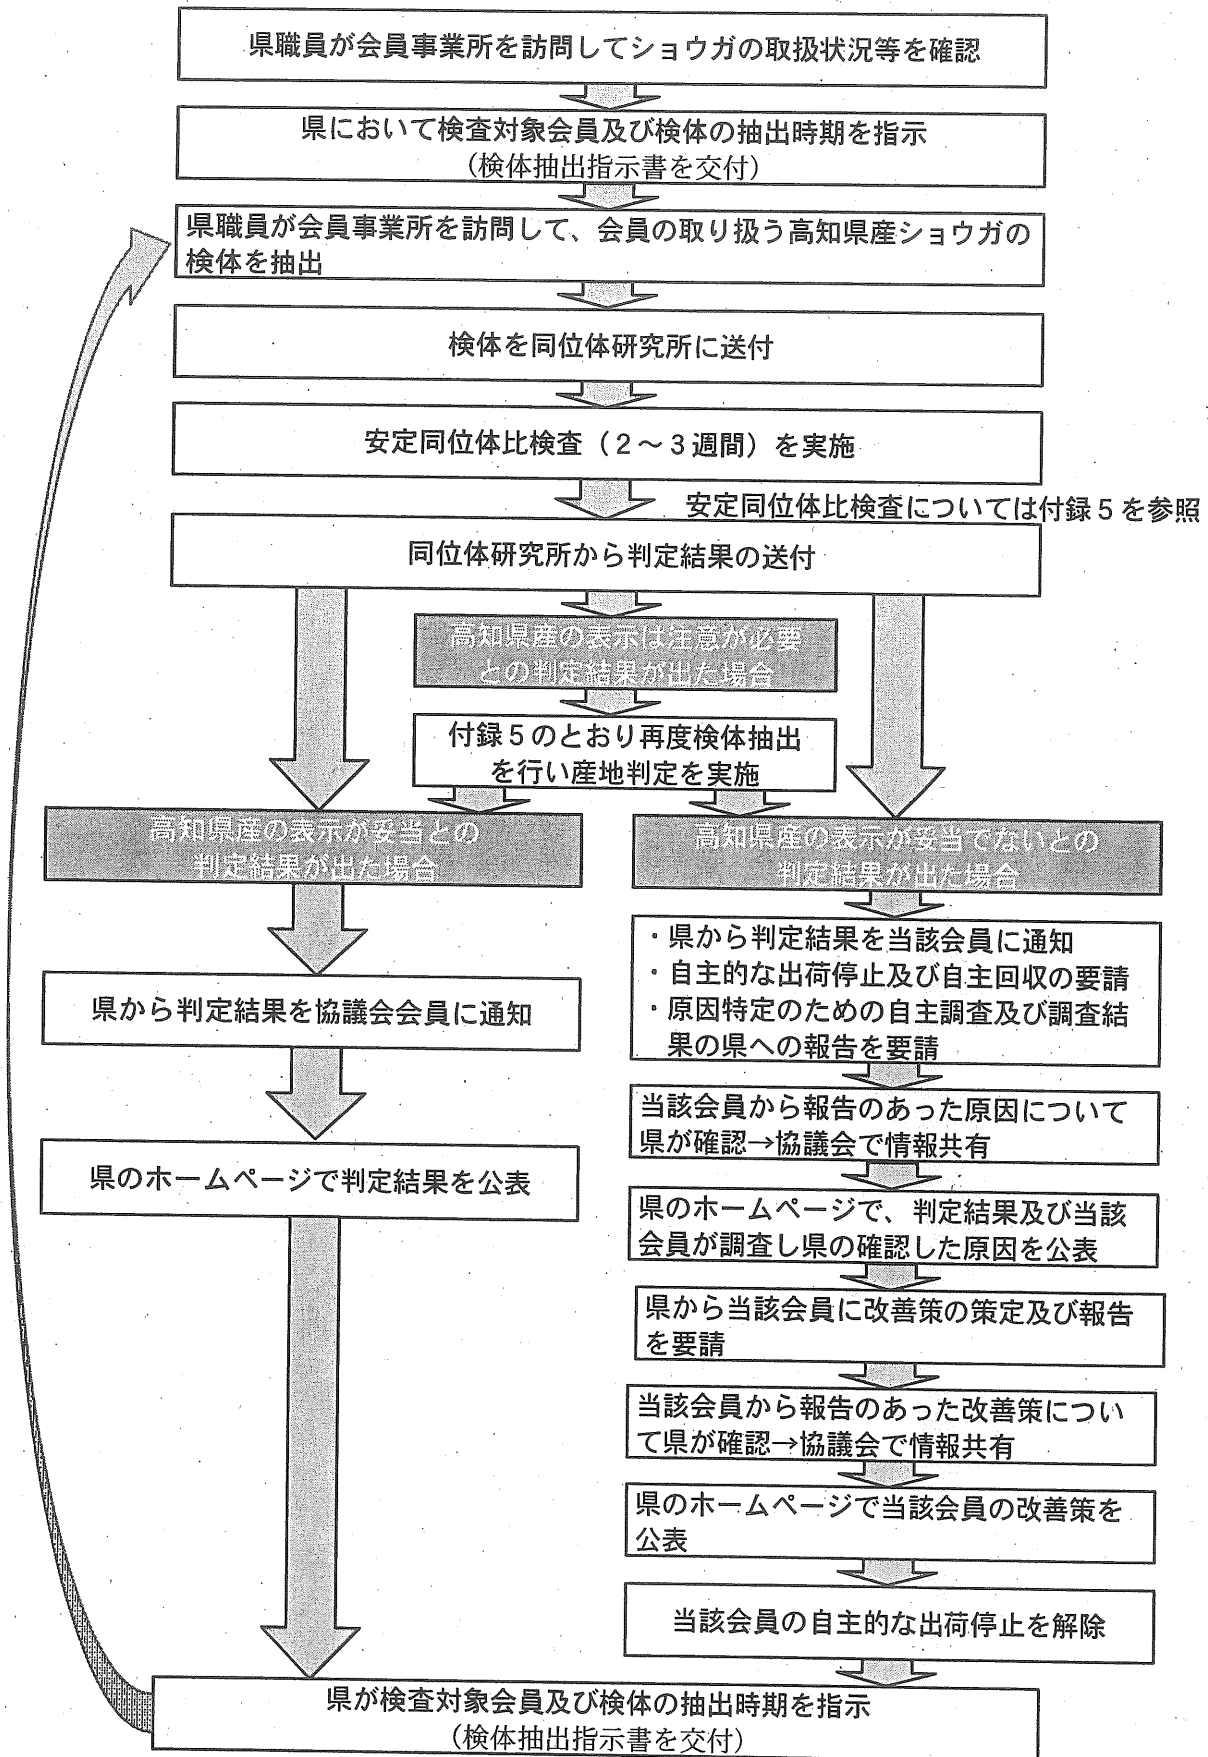 県職員が会員事業所を訪問してショウガの取扱状況等を確認
県において検査対象会員及び検体の抽出時期を指示
（検体抽出指示書を交付）
県職員が会員事業所を訪問して、会員の取り扱う高知県産ショウガの
検体を抽出
検体を同位体研究所に送付
安定同位体比検査（２～３週間）を実施
安定同位体比検査については付録５を参照
同位体研究所から判定結果の送付
高知県産の表示は注意が必要
との判定結果が出た場合
付録５のとおり再度検体抽出
を行い産地判定を実施
高知県産の表示が妥当との
判定結果が出た場合
県から判定結果を協議会会員に通知
県のホームページで判定結果を公表
高知県産の表示が妥当でないとの
判定結果が出た場合
・県から判定結果を当該会員に通知
・自主的な出荷停止及び自主回収の要請
・原因特定のための自主調査及び調査結
果の県への報告を要請
当該会員から報告のあった原因について
県が確認→協議会で情報共有
県のホームページで、判定結果及び当該
会員が調査し県の確認した原因を公表
県から当該会員に改善策の策定及び報告
を要請
当該会員から報告のあった改善策につい
て県が確認→協議会で情報共有
県のホームページで当該会員の改善策を
公表
当該会員の自主的な出荷停止を解除
県が検査対象会員及び検体の抽出時期を指示
（検体抽出指示書を交付）